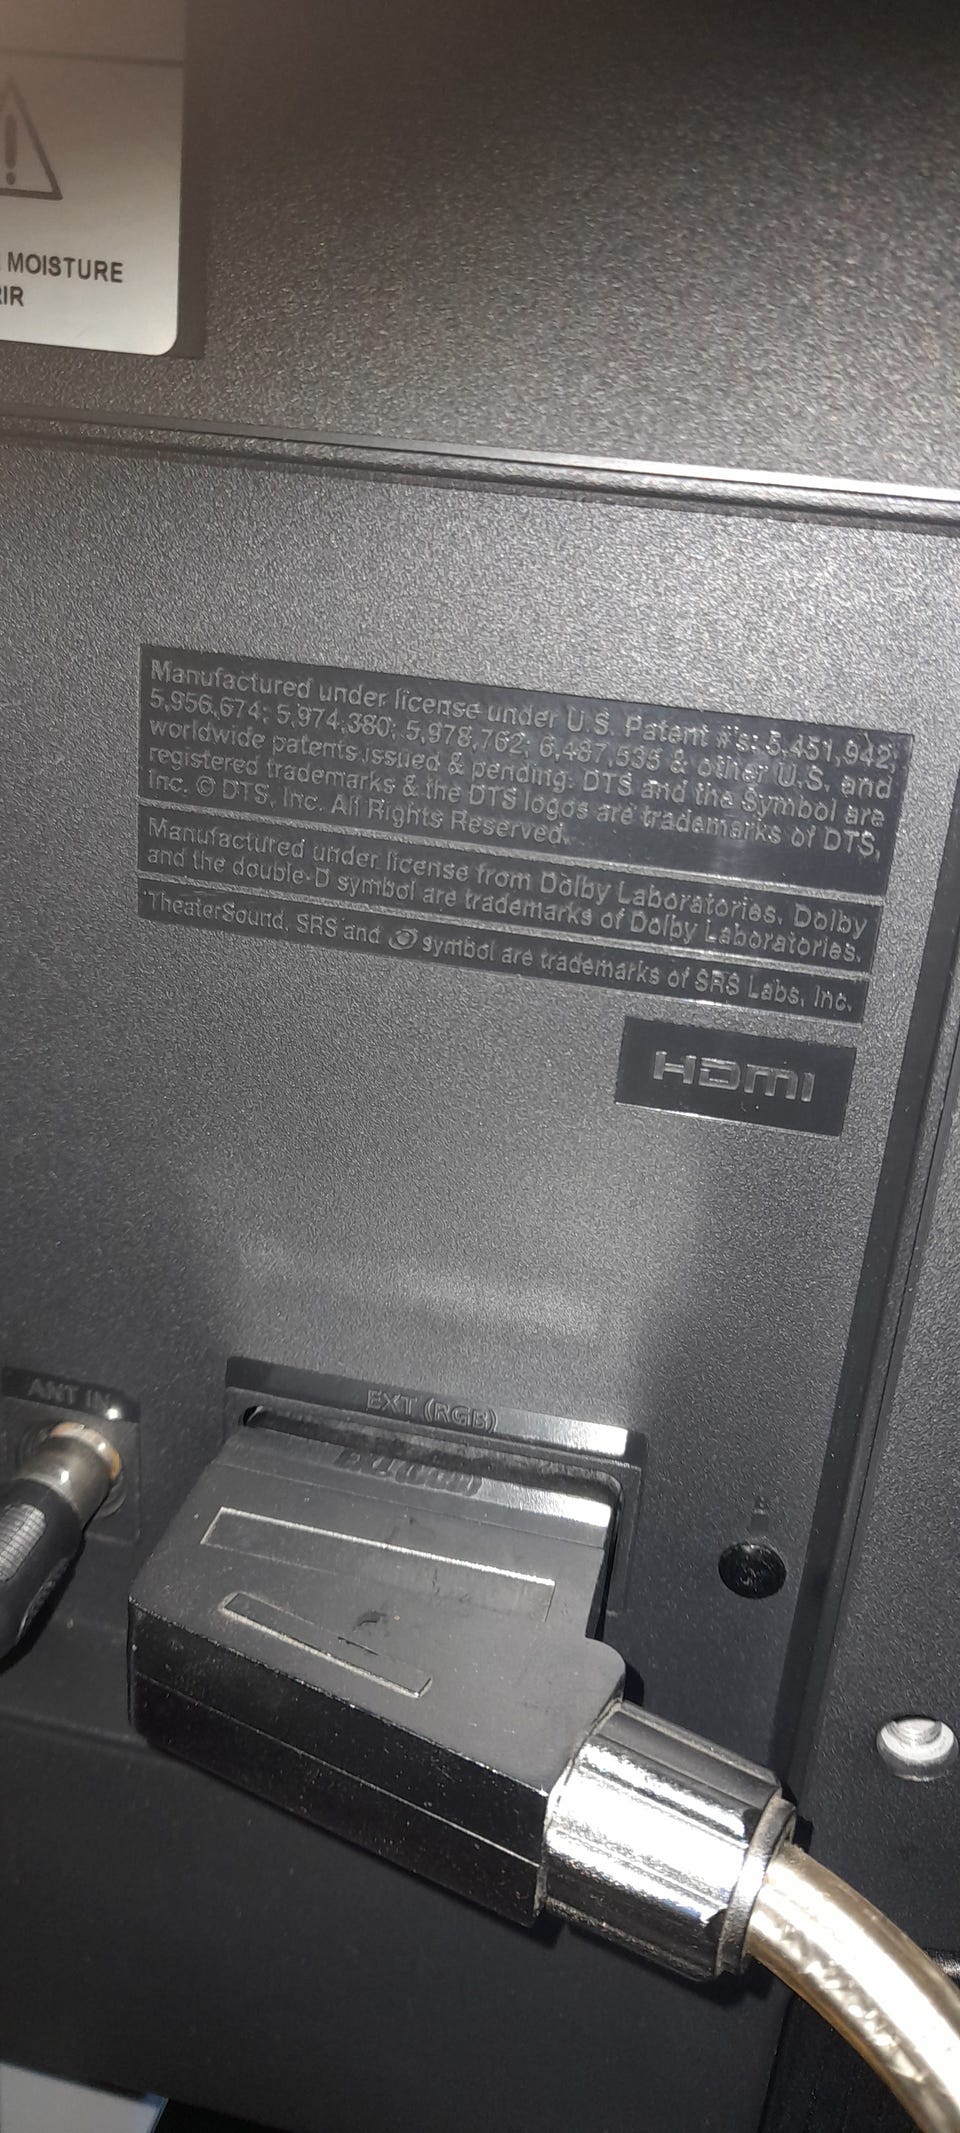 MOISTURE
RIR
Manufactured under license under U.S. Patent #'s: 5,451,942;
5,956,674; 5,974,380; 5,978,762; 6,487,535 & other U.S. and
worldwide patents issued & pending. DTS and the Symbol are
registered trademarks & the DTS logos are trademarks of DTS,
Inc. © DTS, Inc. All Rights Reserved.
Manufactured under license from Dolby Laboratories. Dolby
and the double-D symbol are trademarks of Dolby Laboratories.
TheaterSound, SRS and symbol are trademarks of SRS Labs, Inc.
HDMI
ANT IN
EXT (RGB)